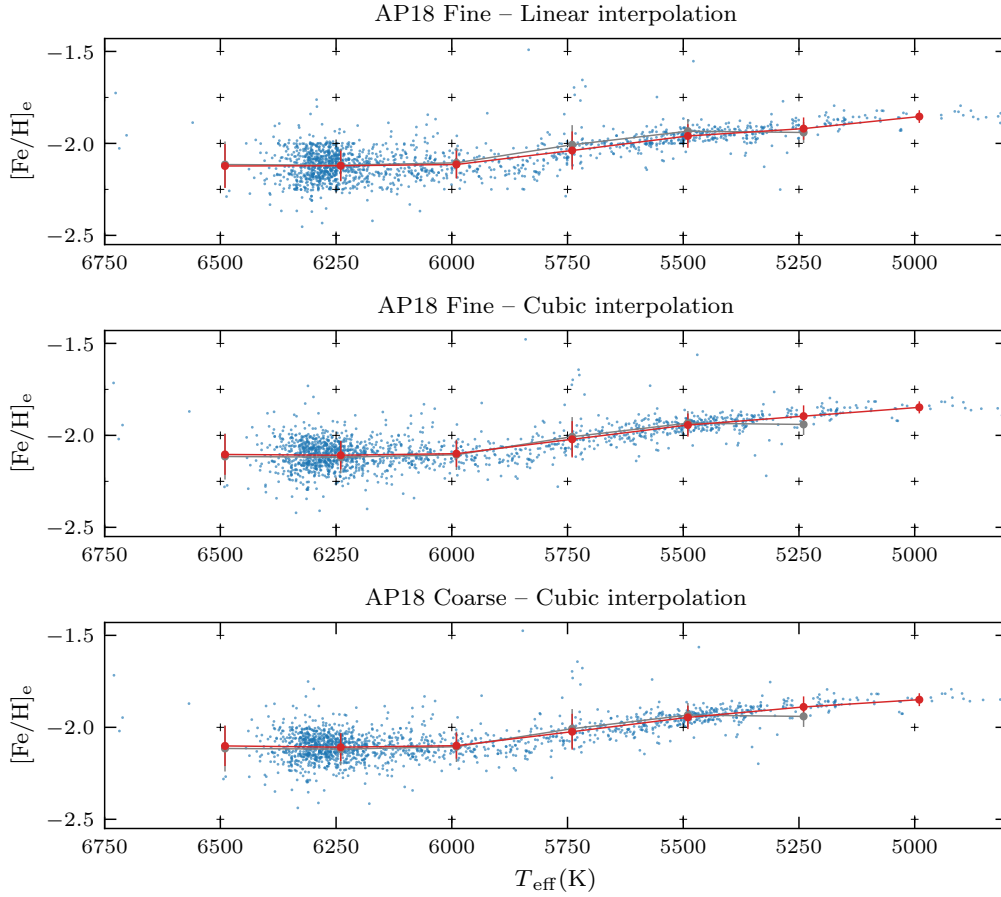 AP18 Fine – Linear interpolation
−1.5
−2.0
−2.5
[Fe/H]e
6750 6500 6250 6000 5750 5500 5250 5000
AP18 Fine – Cubic interpolation
−1.5
−2.0
−2.5
[Fe/H]e
6750 6500 6250 6000 5750 5500 5250 5000
AP18 Coarse – Cubic interpolation
−1.5
−2.0
−2.5
[Fe/H]e
6750 6500 6250 6000 5750 5500 5250 5000
Teff(K)